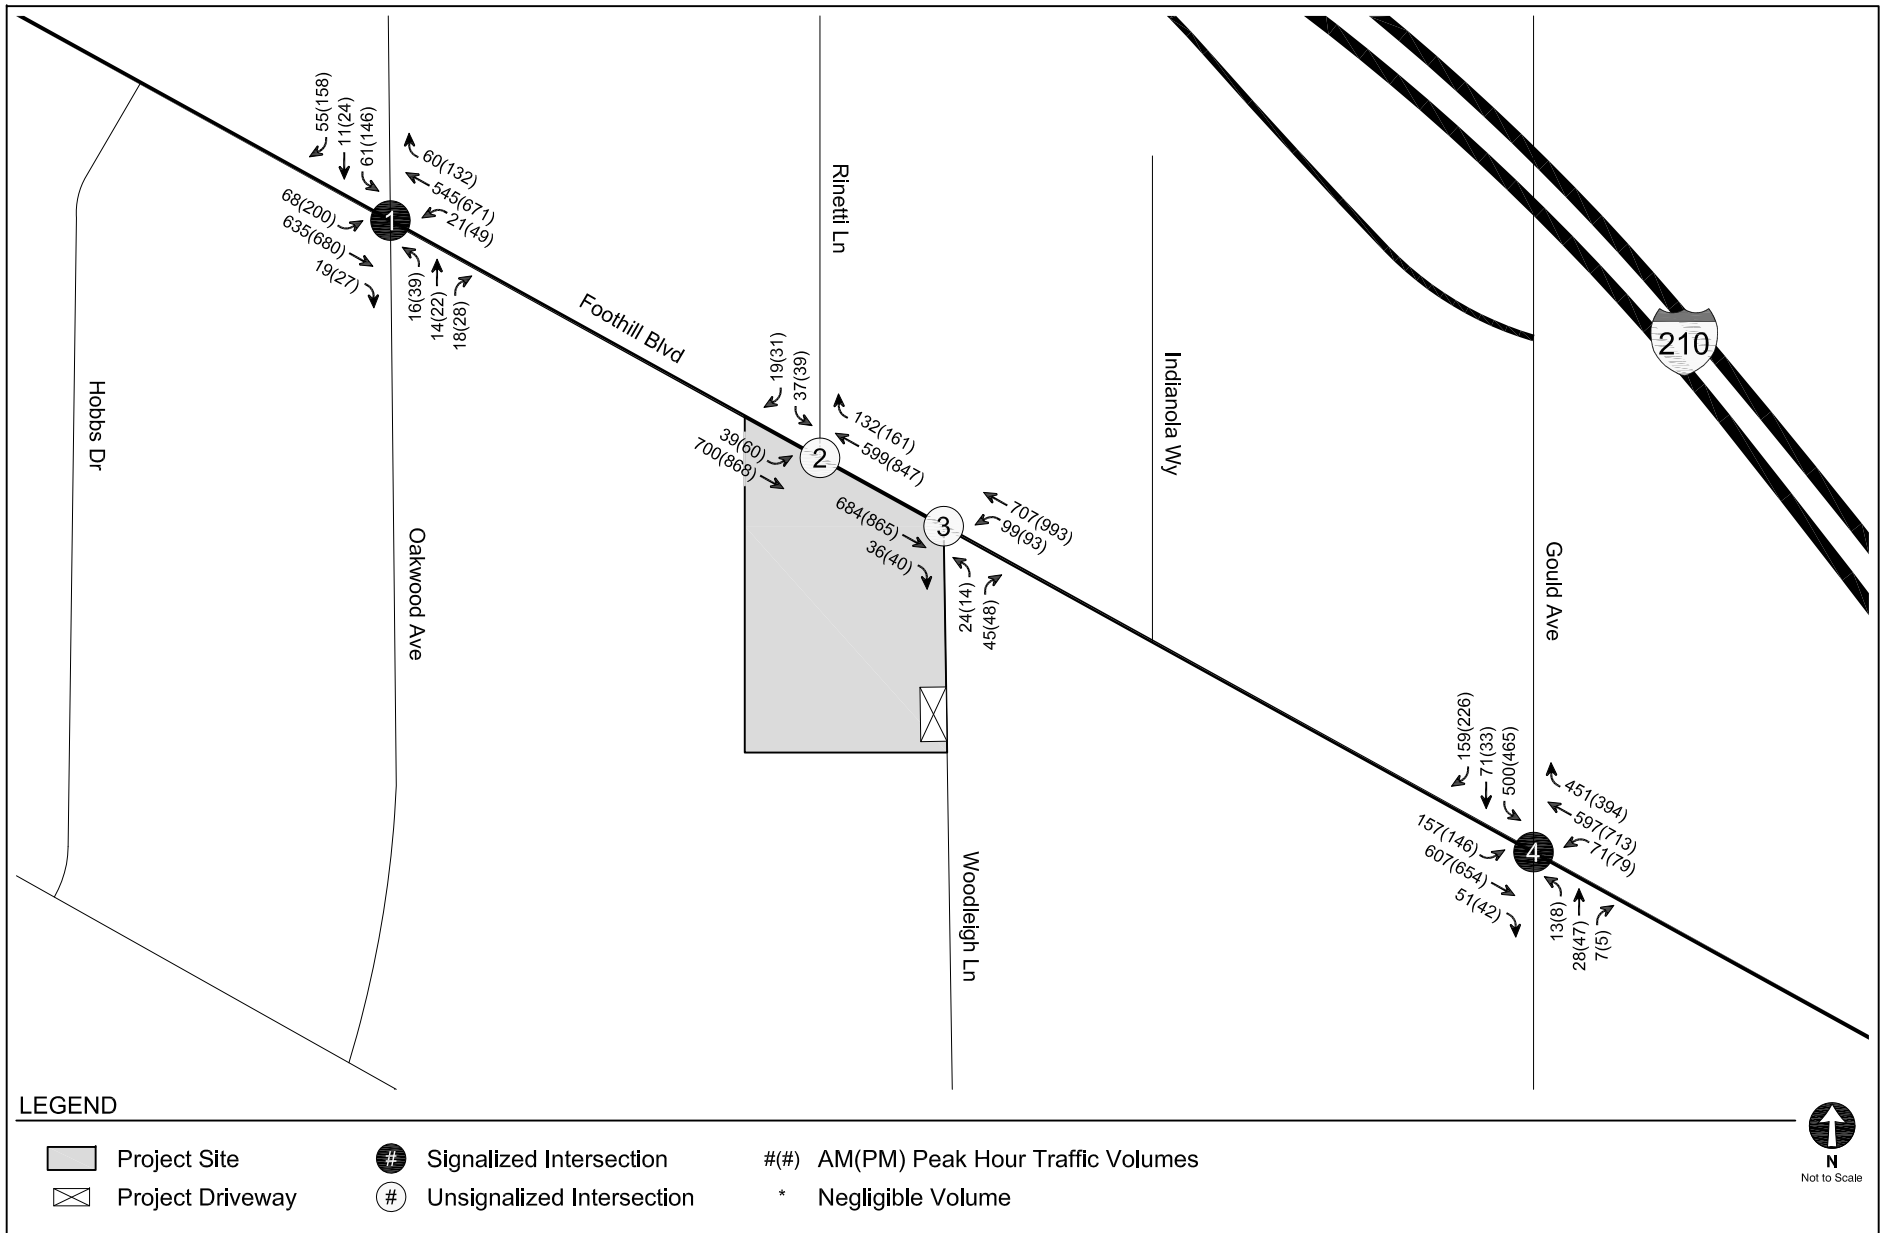 55(158)
11(24)
61(146)
60(132)
545(671)
21(49)
68(200)
635(680)
19(27)
1
16(39)
14(22)
18(28)
Foothill Blvd
Rinetti Ln
Hobbs Dr
Oakwood Ave
19(31)
37(39)
132(161)
599(847)
39(60)
700(868)
2
684(865)
36(40)
3
707(993)
99(93)
24(14)
45(48)
Indianola Wy
Gould Ave
210
Woodleigh Ln
159(226)
71(33)
500(465)
451(394)
597(713)
71(79)
157(146)
607(654)
51(42)
4
13(8)
28(47)
7(5)
LEGEND
Project Site
# Signalized Intersection
#(#) AM(PM) Peak Hour Traffic Volumes
Project Driveway
# Unsignalized Intersection
* Negligible Volume
N
Not to Scale